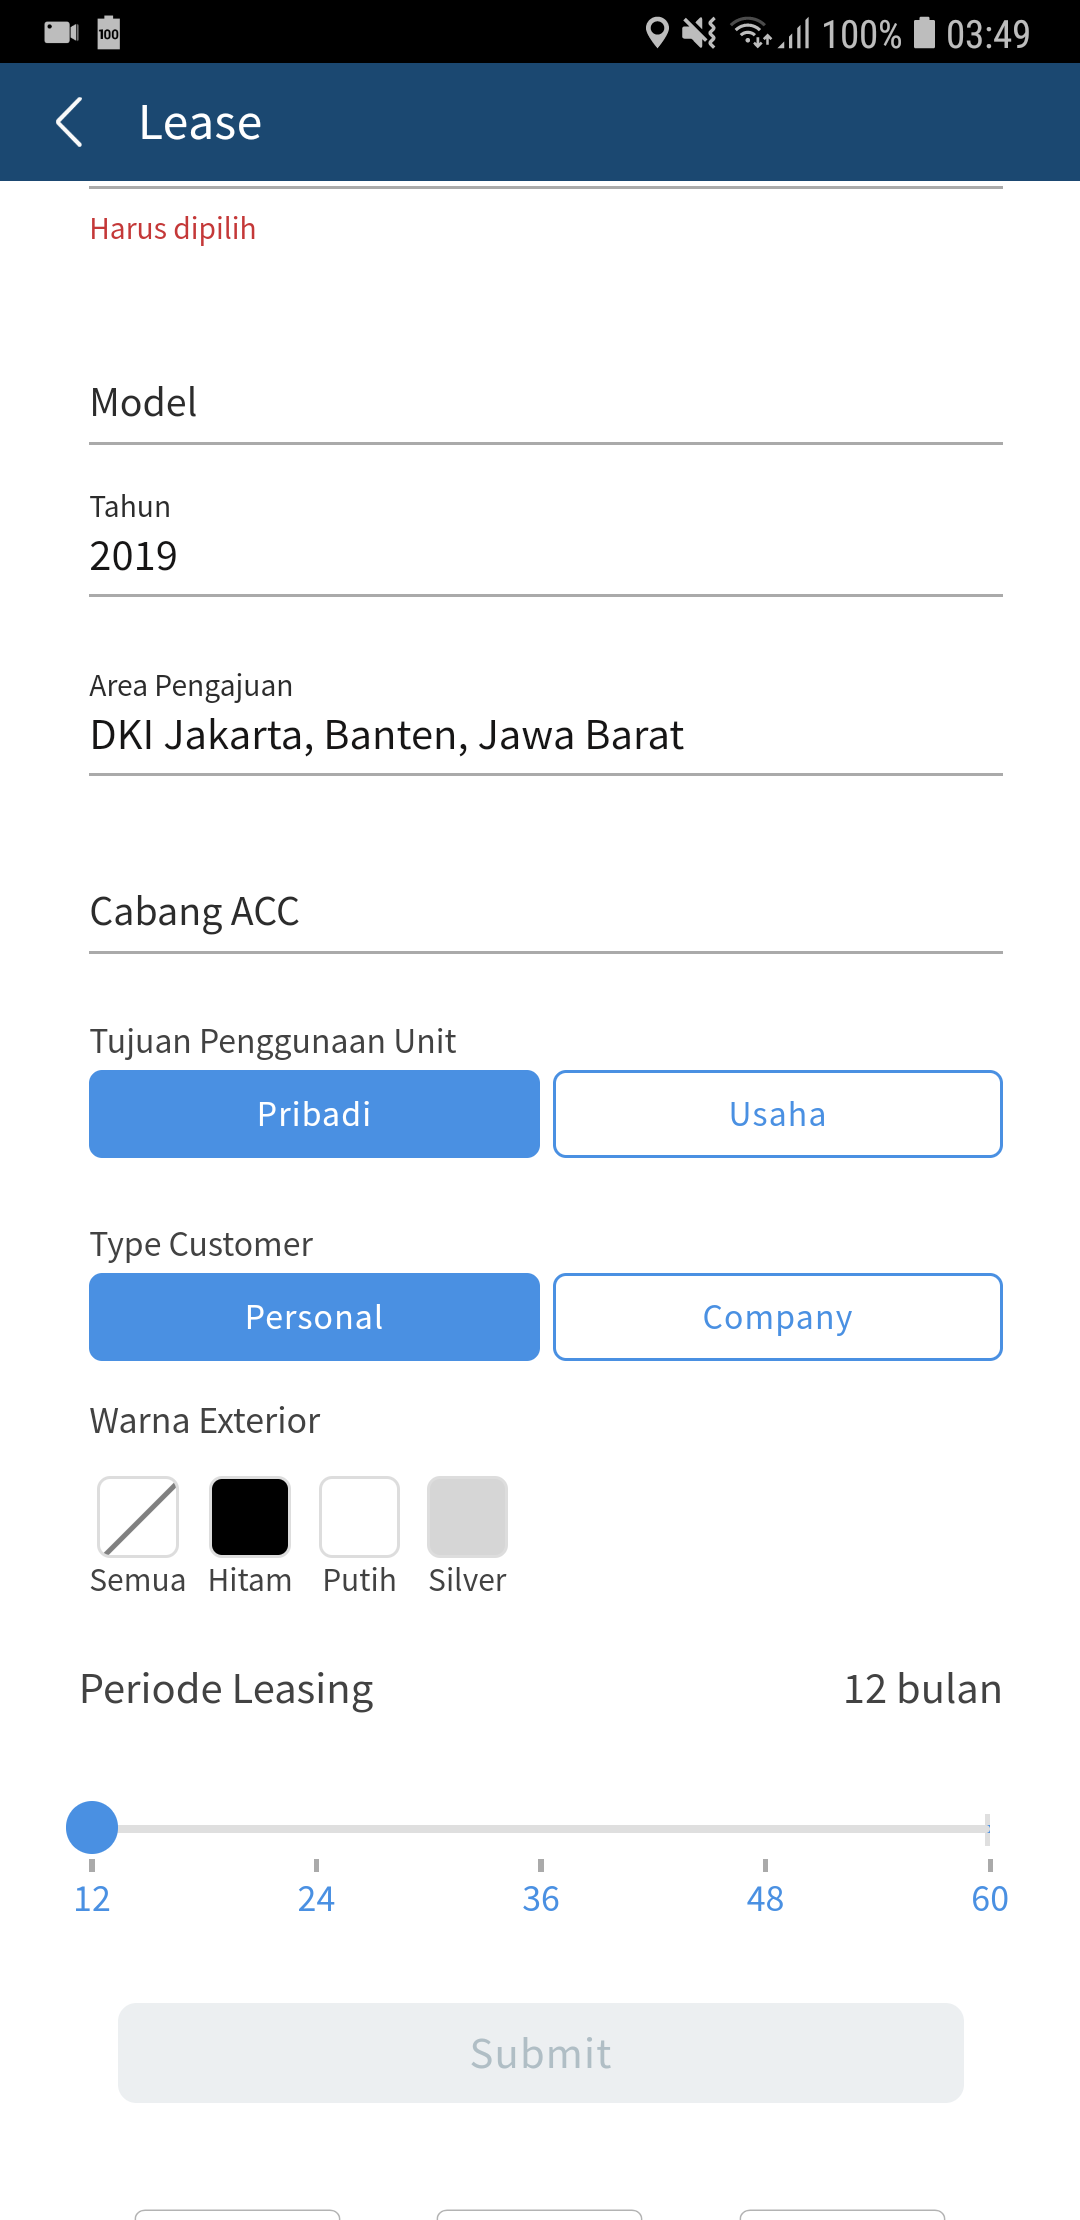 100 100% 03:49
Lease
Harus dipilih
Model
Tahun
2019
Area Pengajuan
DKI Jakarta, Banten, Jawa Barat
Cabang ACC
Tujuan Penggunaan Unit
Pribadi Usaha
Type Customer
Personal Company
Warna Exterior
Semua Hitam Putih Silver
Periode Leasing 12 bulan
12 24 36 48 60
Submit